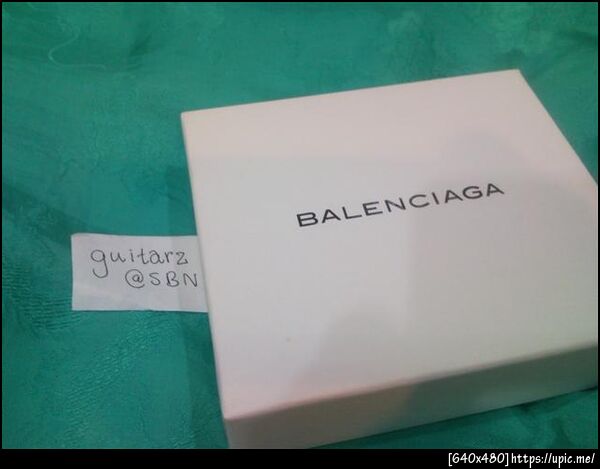 BALENCIAGA
guitarz
@SBN
[640x480]https://upic.me/